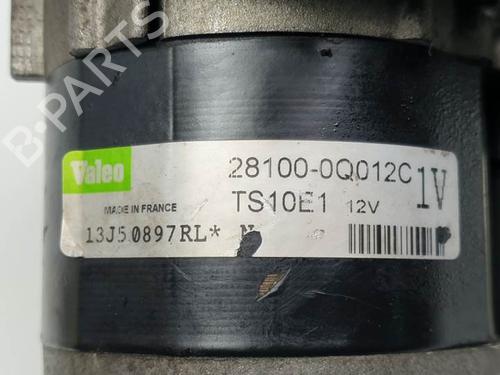 B-PARTS
Valeo
28100-0Q012C
1V
MADE IN FRANCE
TS10E1 12V
13J50897RL* N